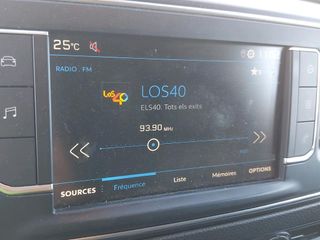 25°C
RADIO . FM
LOS40
Los40
ELS40. Tots els exits
93.90 MHz
SOURCES
Fréquence
Liste
Mémoires
OPTIONS